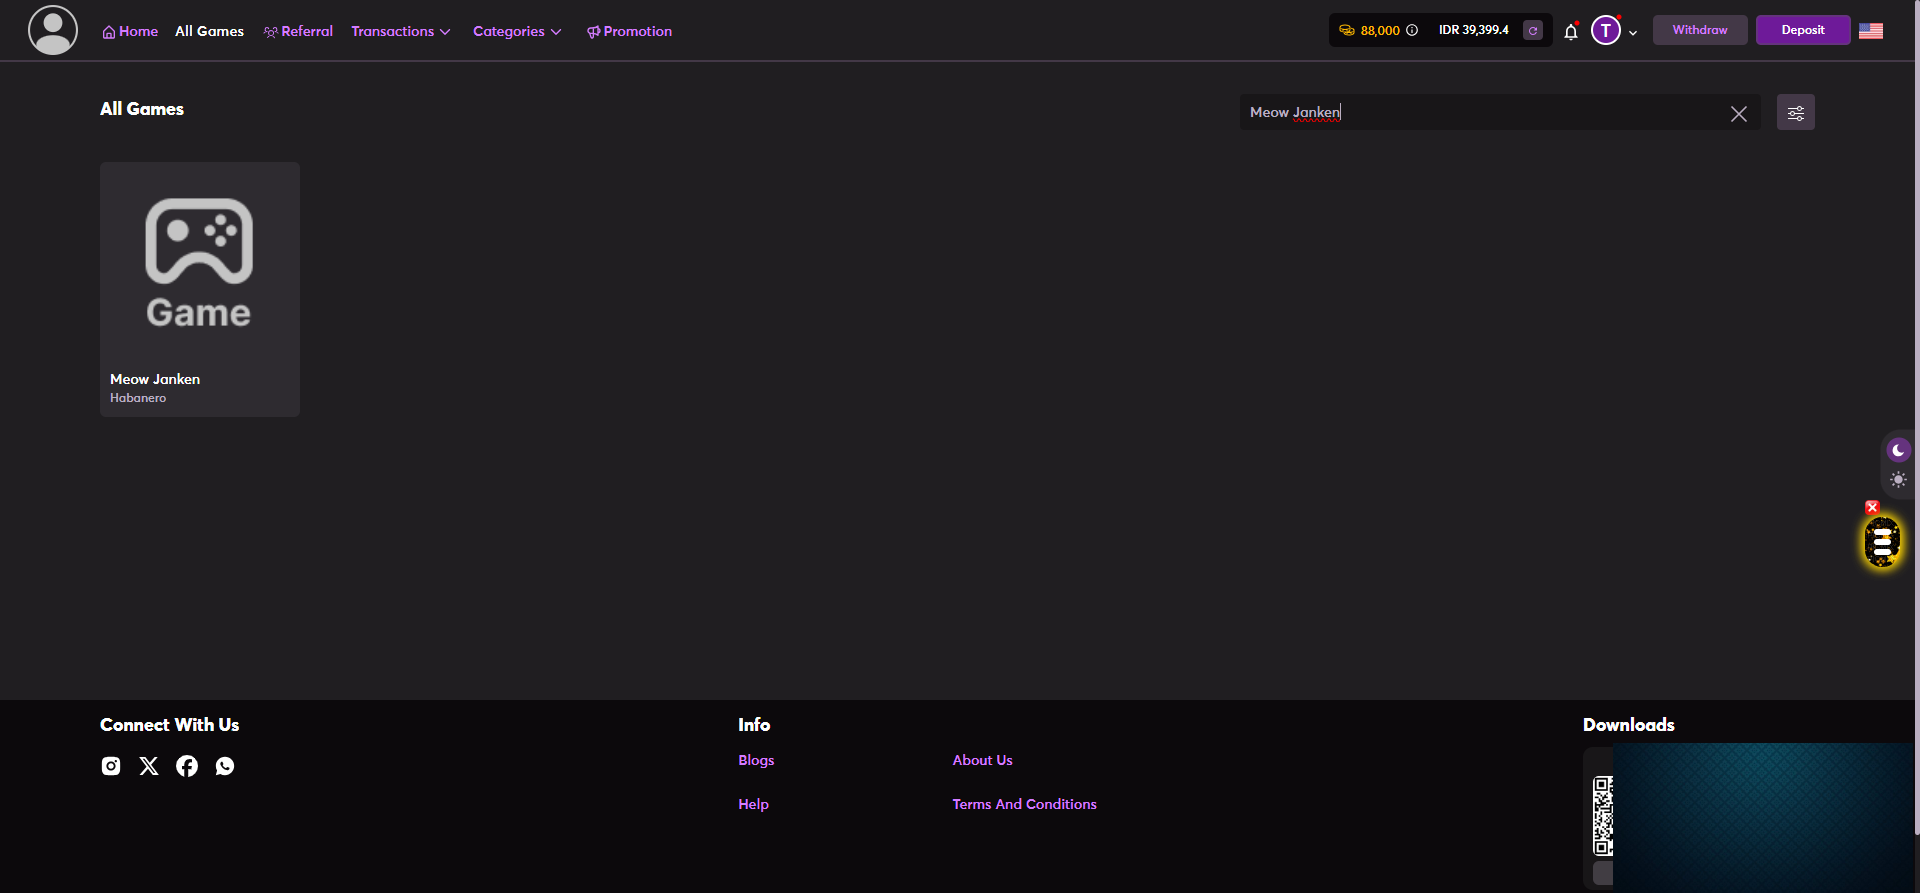 Home
All Games
Referral
Transactions
Categories
Promotion
88,000
IDR 39,399.4
T
Withdraw
Deposit
All Games
Meow Janken
Game
Meow Janken
Habanero
Connect With Us
Info
Downloads
Blogs
About Us
Help
Terms And Conditions